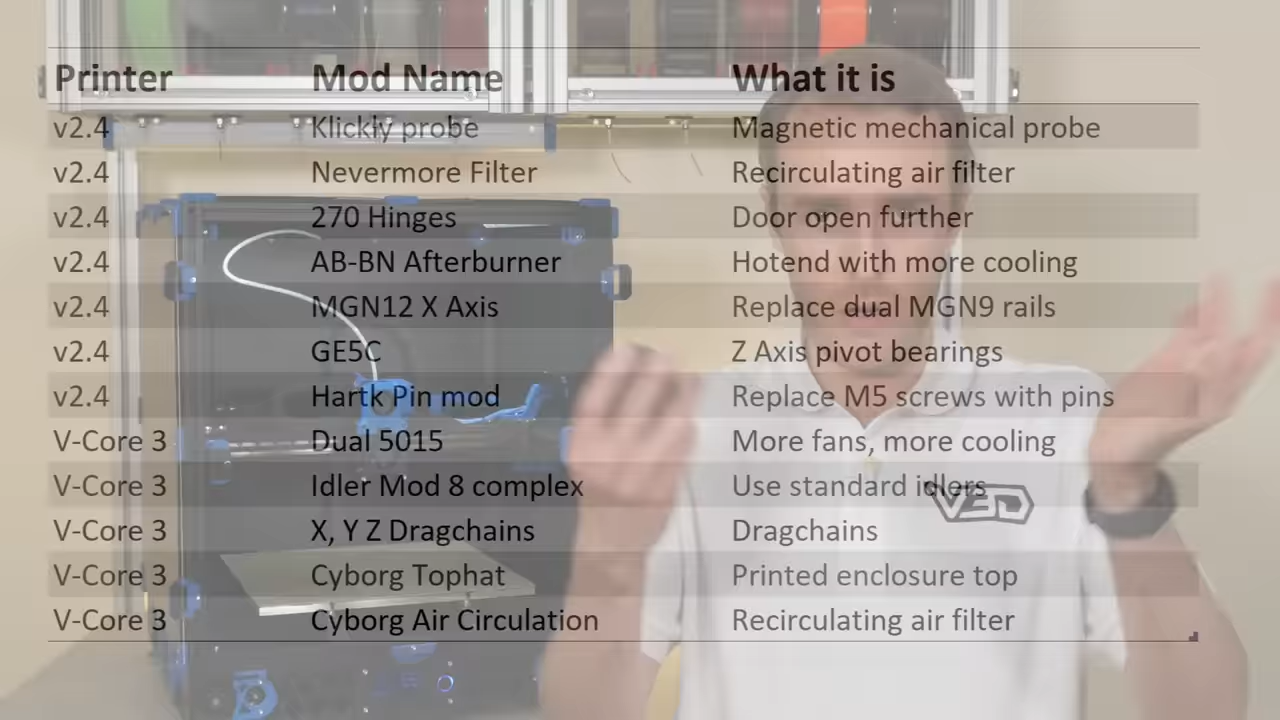 Printer Mod Name What it is
v2.4 Klickly probe Magnetic mechanical probe
v2.4 Nevermore Filter Recirculating air filter
v2.4 270 Hinges Door open further
v2.4 AB-BN Afterburner Hotend with more cooling
v2.4 MGN12 X Axis Replace dual MGN9 rails
v2.4 GE5C Z Axis pivot bearings
v2.4 Hartk Pin mod Replace M5 screws with pins
V-Core 3 Dual 5015 More fans, more cooling
V-Core 3 Idler Mod 8 complex Use standard idlers
V-Core 3 X, Y Z Dragchains Dragchains
V-Core 3 Cyborg Tophat Printed enclosure top
V-Core 3 Cyborg Air Circulation Recirculating air filter
V3D